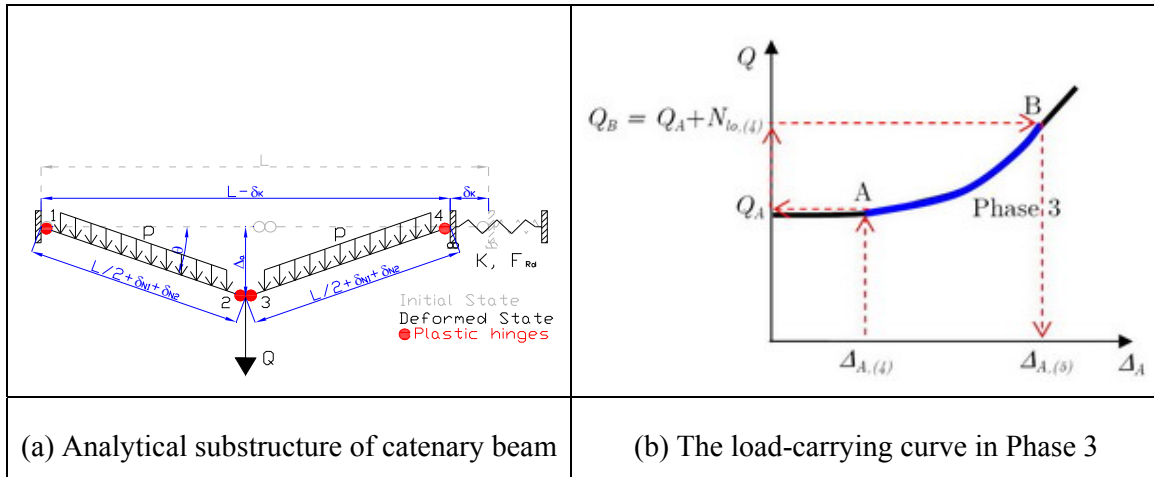 L
L-δK
δK
1
4
p
p
θ
Δa
K, FRd
L/2+δN1+δN2
L/2+δN1+δN2
2
3
Initial State
Deformed State
Plastic hinges
Q
(a) Analytical substructure of catenary beam
Q
B
QB = QA+Nlo,(4)
A
QA
Phase 3
ΔA,(4)
ΔA,(5)
ΔA
(b) The load-carrying curve in Phase 3